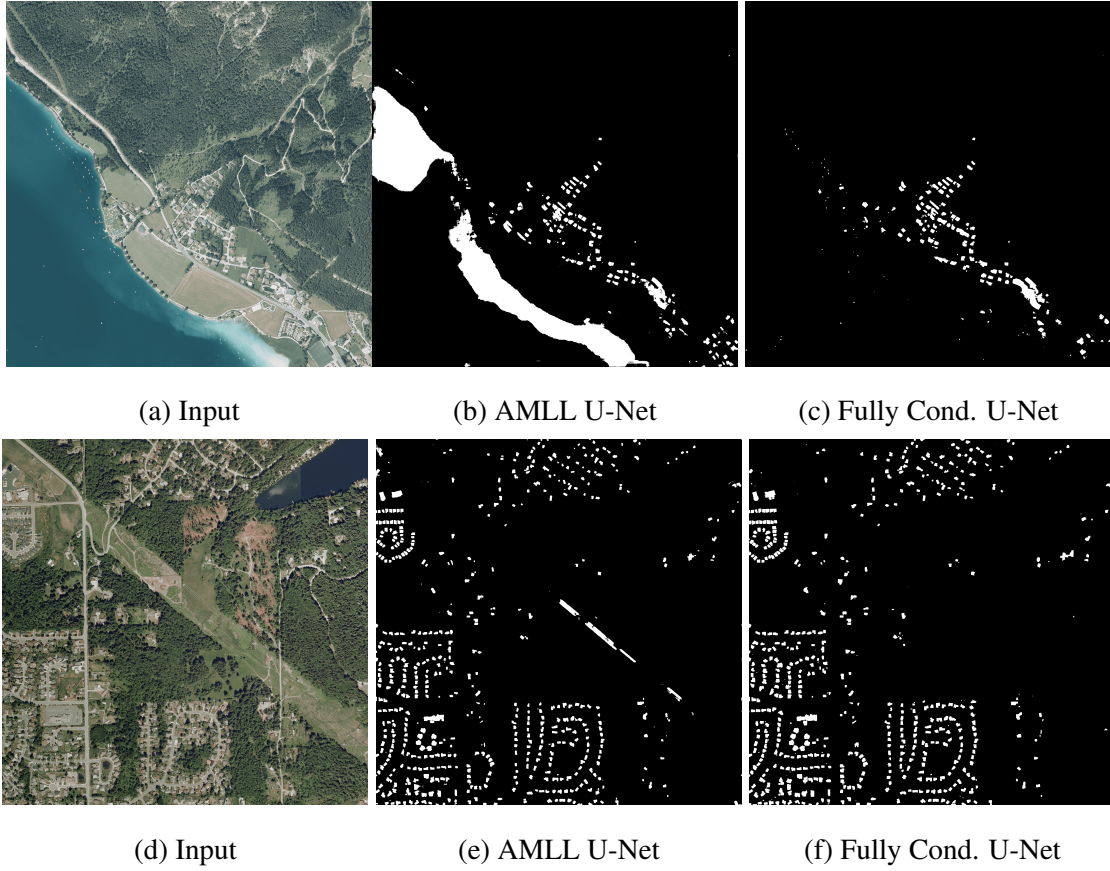 (a) Input
(b) AMLL U-Net
(c) Fully Cond. U-Net
(d) Input
(e) AMLL U-Net
(f) Fully Cond. U-Net